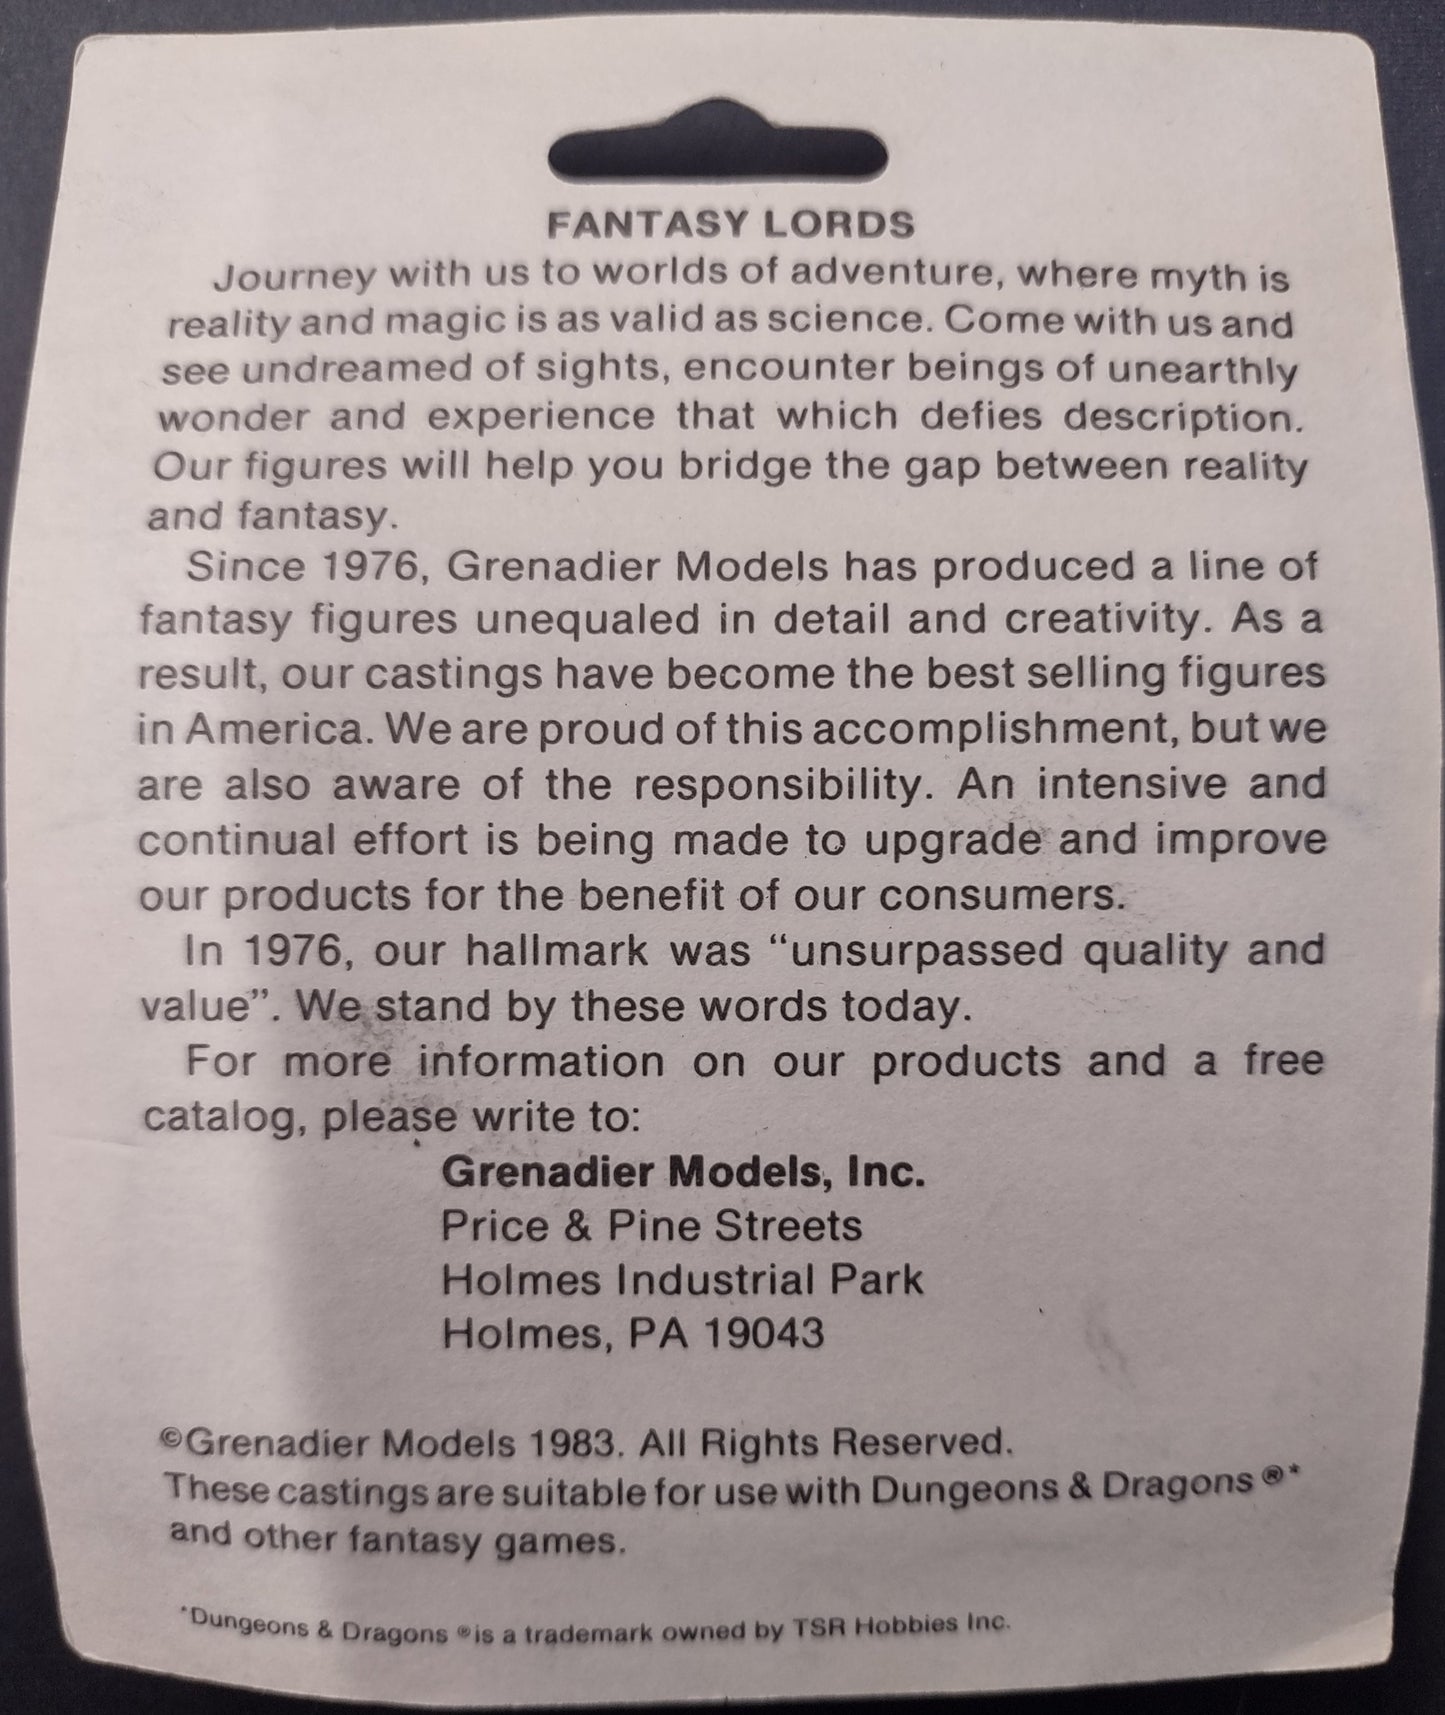 FANTASY LORDS
Journey with us to worlds of adventure, where myth is
reality and magic is as valid as science. Come with us and
see undreamed of sights, encounter beings of unearthly
wonder and experience that which defies description.
Our figures will help you bridge the gap between reality
and fantasy.
Since 1976, Grenadier Models has produced a line of
fantasy figures unequaled in detail and creativity. As a
result, our castings have become the best selling figures
in America. We are proud of this accomplishment, but we
are also aware of the responsibility. An intensive and
continual effort is being made to upgrade and improve
our products for the benefit of our consumers.
In 1976, our hallmark was “unsurpassed quality and
value”. We stand by these words today.
For more information on our products and a free
catalog, please write to:
Grenadier Models, Inc.
Price & Pine Streets
Holmes Industrial Park
Holmes, PA 19043
©Grenadier Models 1983. All Rights Reserved.
These castings are suitable for use with Dungeons & Dragons ®*
and other fantasy games.
*Dungeons & Dragons ® is a trademark owned by TSR Hobbies Inc.